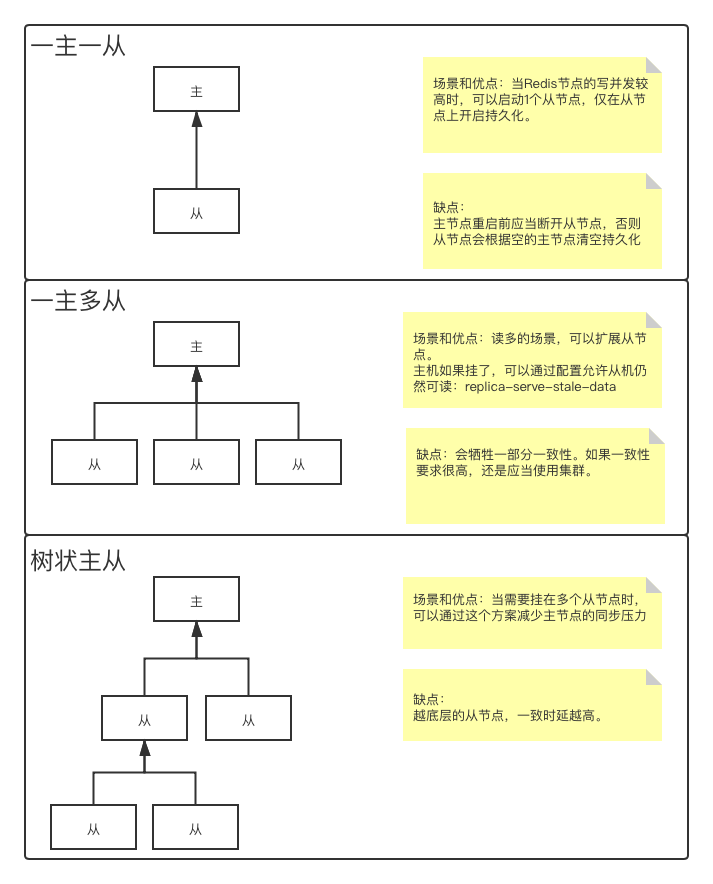 一主一从
主
从
场景和优点：当Redis节点的写并发较
高时，可以启动1个从节点，仅在从节
点上开启持久化。
缺点：
主节点重启前应当断开从节点，否则
从节点会根据空的主节点清空持久化
一主多从
主
从
从
从
场景和优点：读多的场景，可以扩展从节
点。
主机如果挂了，可以通过配置允许从机仍
然可读：replica-serve-stale-data
缺点：会牺牲一部分一致性。如果一致性
要求很高，还是应当使用集群。
树状主从
主
从
从
从
从
场景和优点：当需要挂在多个从节点时，
可以通过这个方案减少主节点的同步压力
缺点：
越底层的从节点，一致时延越高。